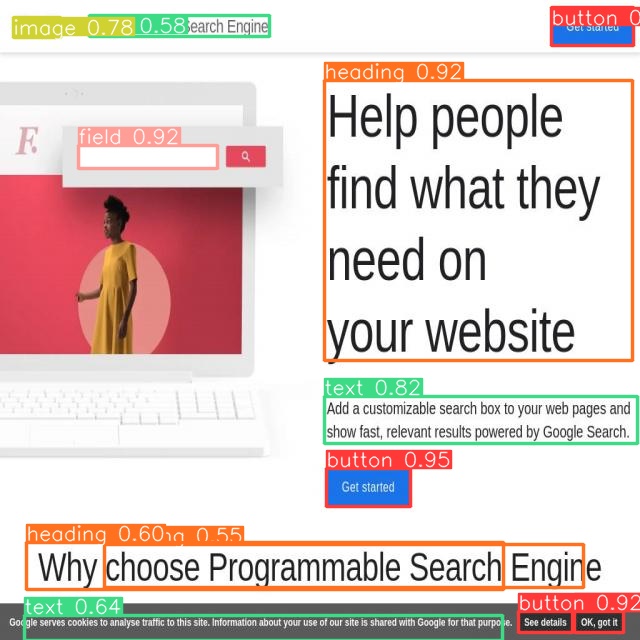 image 0.78 0.58 Search Engine
button 0.
Get started
heading 0.92
Help people
find what they
need on
your website
F.
field 0.92
text 0.82
Add a customizable search box to your web pages and
show fast, relevant results powered by Google Search.
button 0.95
Get started
heading 0.60 0.55
Why choose Programmable Search Engine
text 0.64
button 0.92
Google serves cookies to analyse traffic to this site. Information about your use of our site is shared with Google for that purpose. See details OK, got it